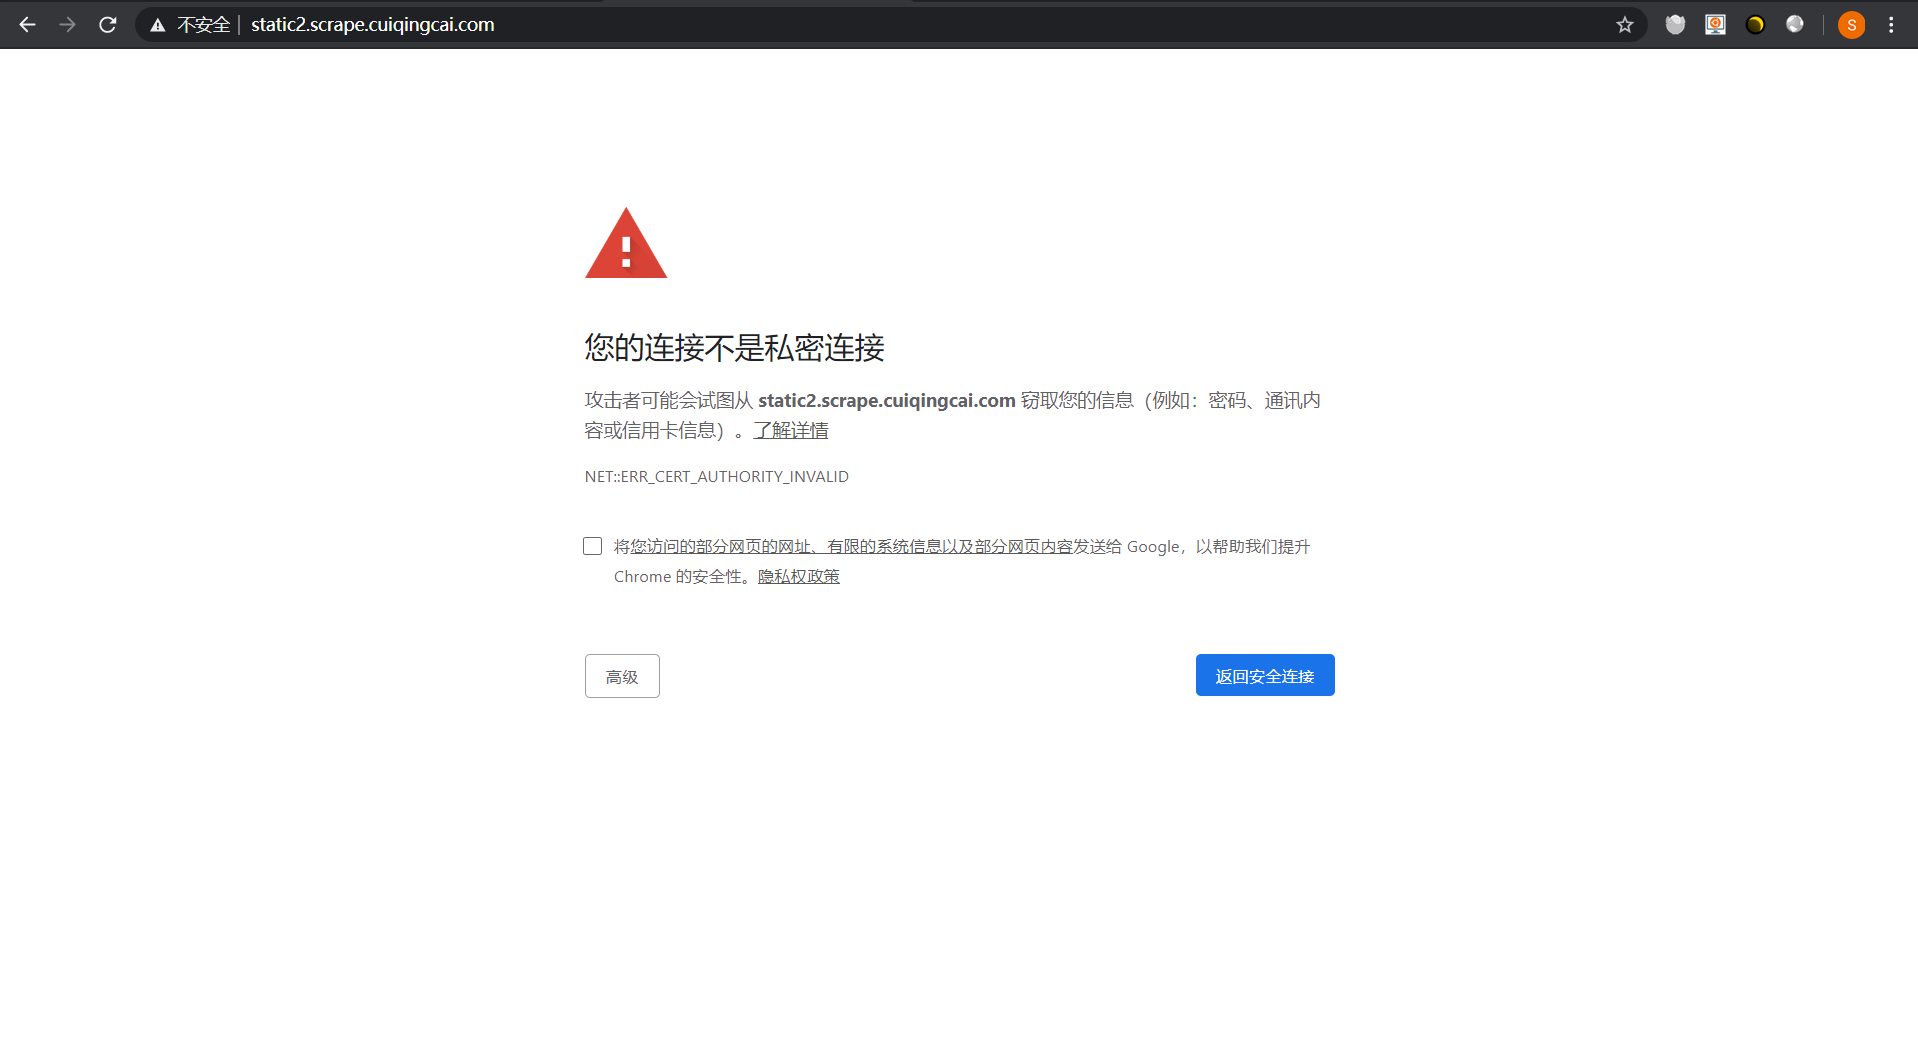 不安全 static2.scrape.cuiqingcai.com
S
您的连接不是私密连接
攻击者可能会试图从 static2.scrape.cuiqingcai.com 窃取您的信息（例如：密码、通讯内
容或信用卡信息）。了解详情
NET::ERR_CERT_AUTHORITY_INVALID
将您访问的部分网页的网址、有限的系统信息以及部分网页内容发送给 Google，以帮助我们提升
Chrome 的安全性。隐私权政策
高级
返回安全连接